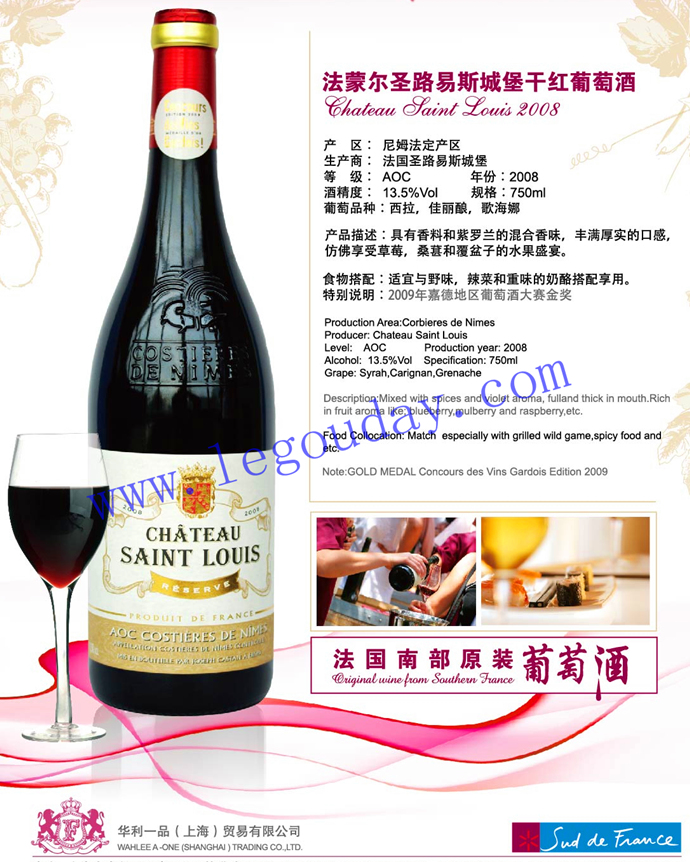 法蒙尔圣路易斯城堡干红葡萄酒
Chateau Saint Louis 2008
产 区： 尼姆法定产区
生产商： 法国圣路易斯城堡
等 级： AOC 年份：2008
酒精度： 13.5%Vol 规格：750ml
葡萄品种：西拉，佳丽酿，歌海娜
产品描述：具有香料和紫罗兰的混合香味，丰满厚实的口感，
仿佛享受草莓，桑葚和覆盆子的水果盛宴。
食物搭配：适宜与野味，辣菜和重味的奶酪搭配享用。
特别说明：2009年嘉德地区葡萄酒大赛金奖
Production Area:Corbieres de Nimes
Producer: Chateau Saint Louis
Level: AOC Production year: 2008
Alcohol: 13.5%Vol Specification: 750ml
Grape: Syrah,Carignan,Grenache
Description:Mixed with spices and violet aroma, fulland thick in mouth.Rich
in fruit aroma like: blueberry,mulberry and raspberry,etc.
Food Collocation: Match especially with grilled wild game,spicy food and
etc.
Note:GOLD MEDAL Concours des Vins Gardois Edition 2009
www.legouday.com
COSTIERES
DE NIMES
2008 2008
CHÂTEAU
SAINT LOUIS
RÉSERVE
PRODUIT DE FRANCE
AOC COSTIÈRES DE NIMES
APPELLATION COSTIÈRES DE NIMES CONTRÔLÉE
法国南部原装葡萄酒
Original wine from Southern France
F
华利一品（上海）贸易有限公司
WAHLEE A -ONE (SHANGHAI ) TRADING CO.,LTD.
Sud de France